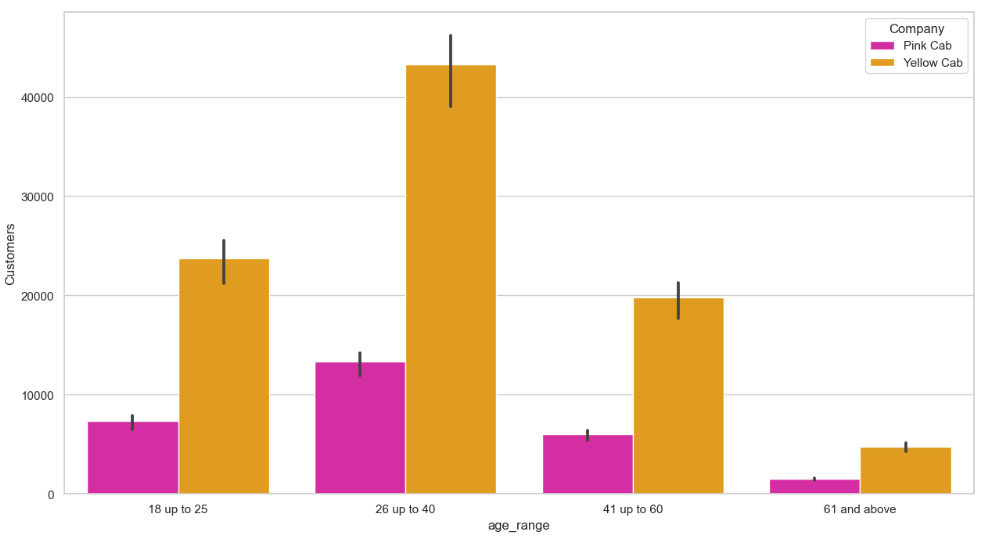 Company
Pink Cab
Yellow Cab
Customers
40000
30000
20000
10000
0
18 up to 25
26 up to 40
41 up to 60
61 and above
age_range